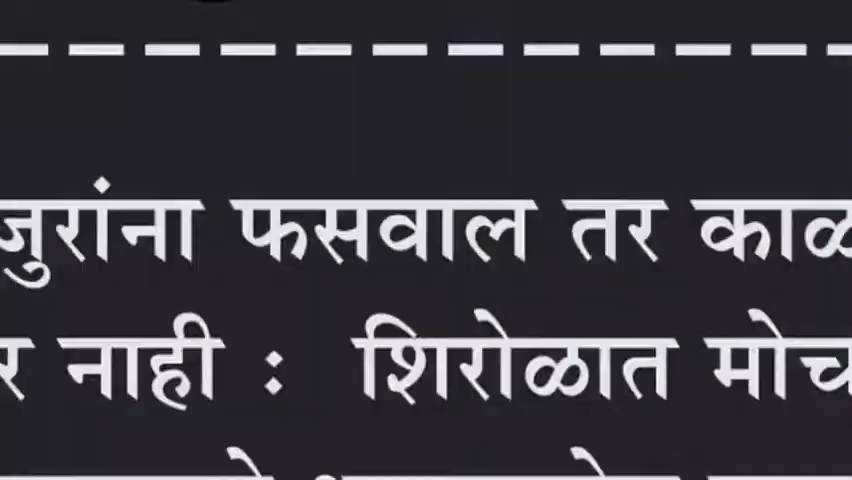 जुरांना फसवाल तर काळ
र नाही : शिरोळात मोच